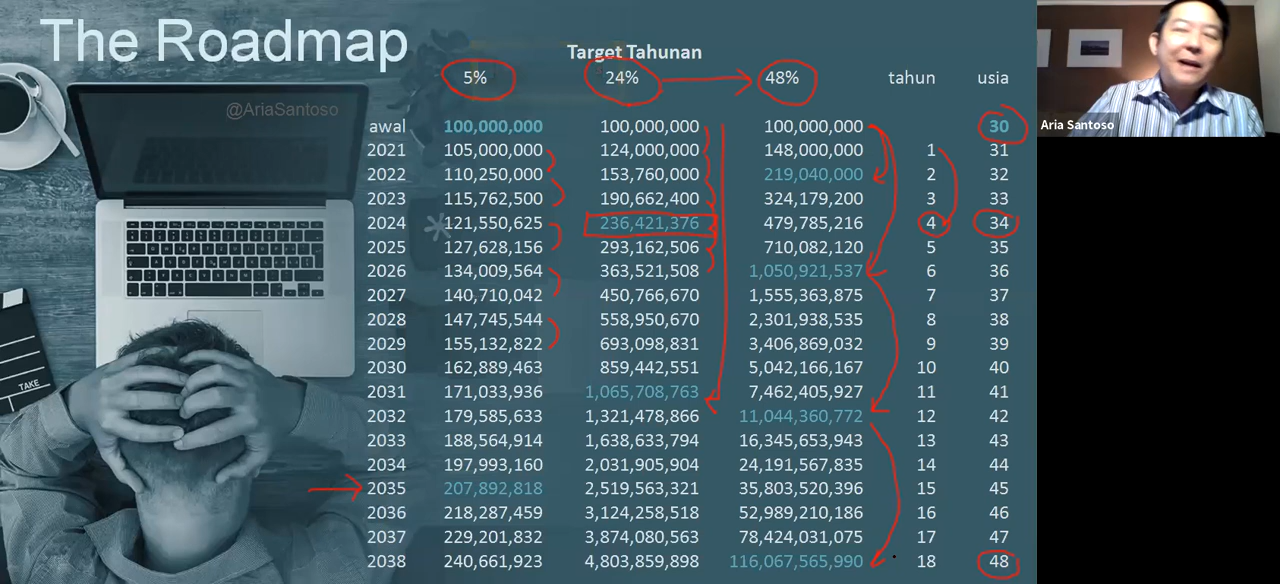 The Roadmap
Target Tahunan
5% 24% 48% tahun usia
@AriaSantoso
Aria Santoso
awal 100,000,000 100,000,000 100,000,000 30
2021 105,000,000 124,000,000 148,000,000 1 31
2022 110,250,000 153,760,000 219,040,000 2 32
2023 115,762,500 190,662,400 324,179,200 3 33
2024 121,550,625 236,421,376 479,785,216 4 34
2025 127,628,156 293,162,506 710,082,120 5 35
2026 134,009,564 363,521,508 1,050,921,537 6 36
2027 140,710,042 450,766,670 1,555,363,875 7 37
2028 147,745,544 558,950,670 2,301,938,535 8 38
2029 155,132,822 693,098,831 3,406,869,032 9 39
2030 162,889,463 859,442,551 5,042,166,167 10 40
2031 171,033,936 1,065,708,763 7,462,405,927 11 41
2032 179,585,633 1,321,478,866 11,044,360,772 12 42
2033 188,564,914 1,638,633,794 16,345,653,943 13 43
2034 197,993,160 2,031,905,904 24,191,567,835 14 44
2035 207,892,818 2,519,563,321 35,803,520,396 15 45
2036 218,287,459 3,124,258,518 52,989,210,186 16 46
2037 229,201,832 3,874,080,563 78,424,031,075 17 47
2038 240,661,923 4,803,859,898 116,067,565,990 18 48
TAKE